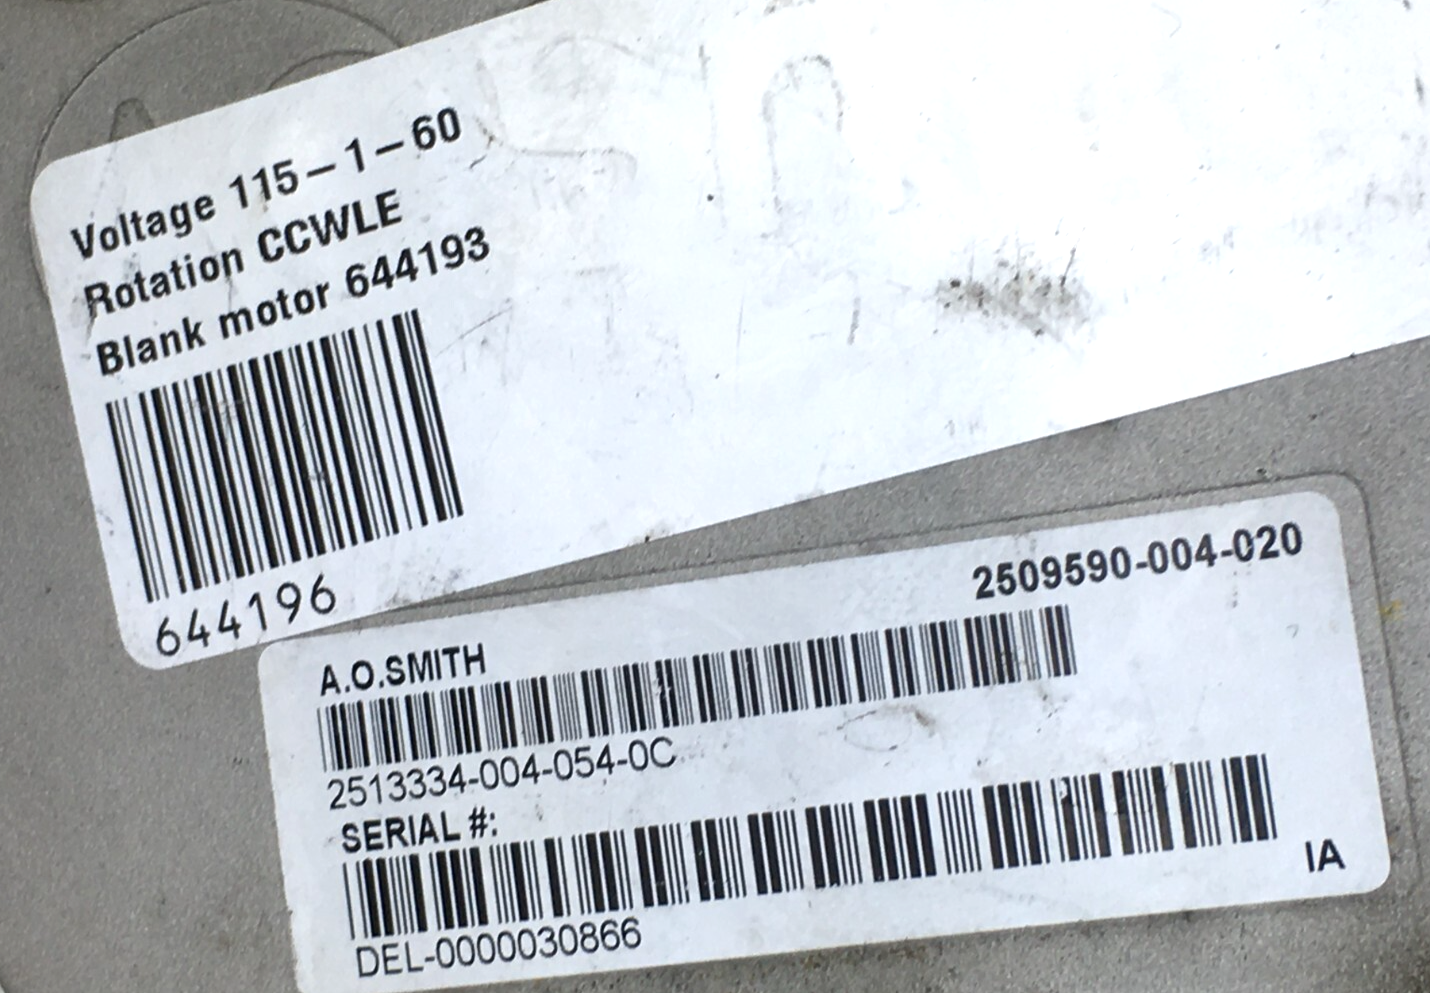 Voltage 115-1-60
Rotation CCWLE
Blank motor 644193
644196
2509590-004-020
A.O.SMITH
2513334-004-054-0C
SERIAL #:
IA
DEL-0000030866